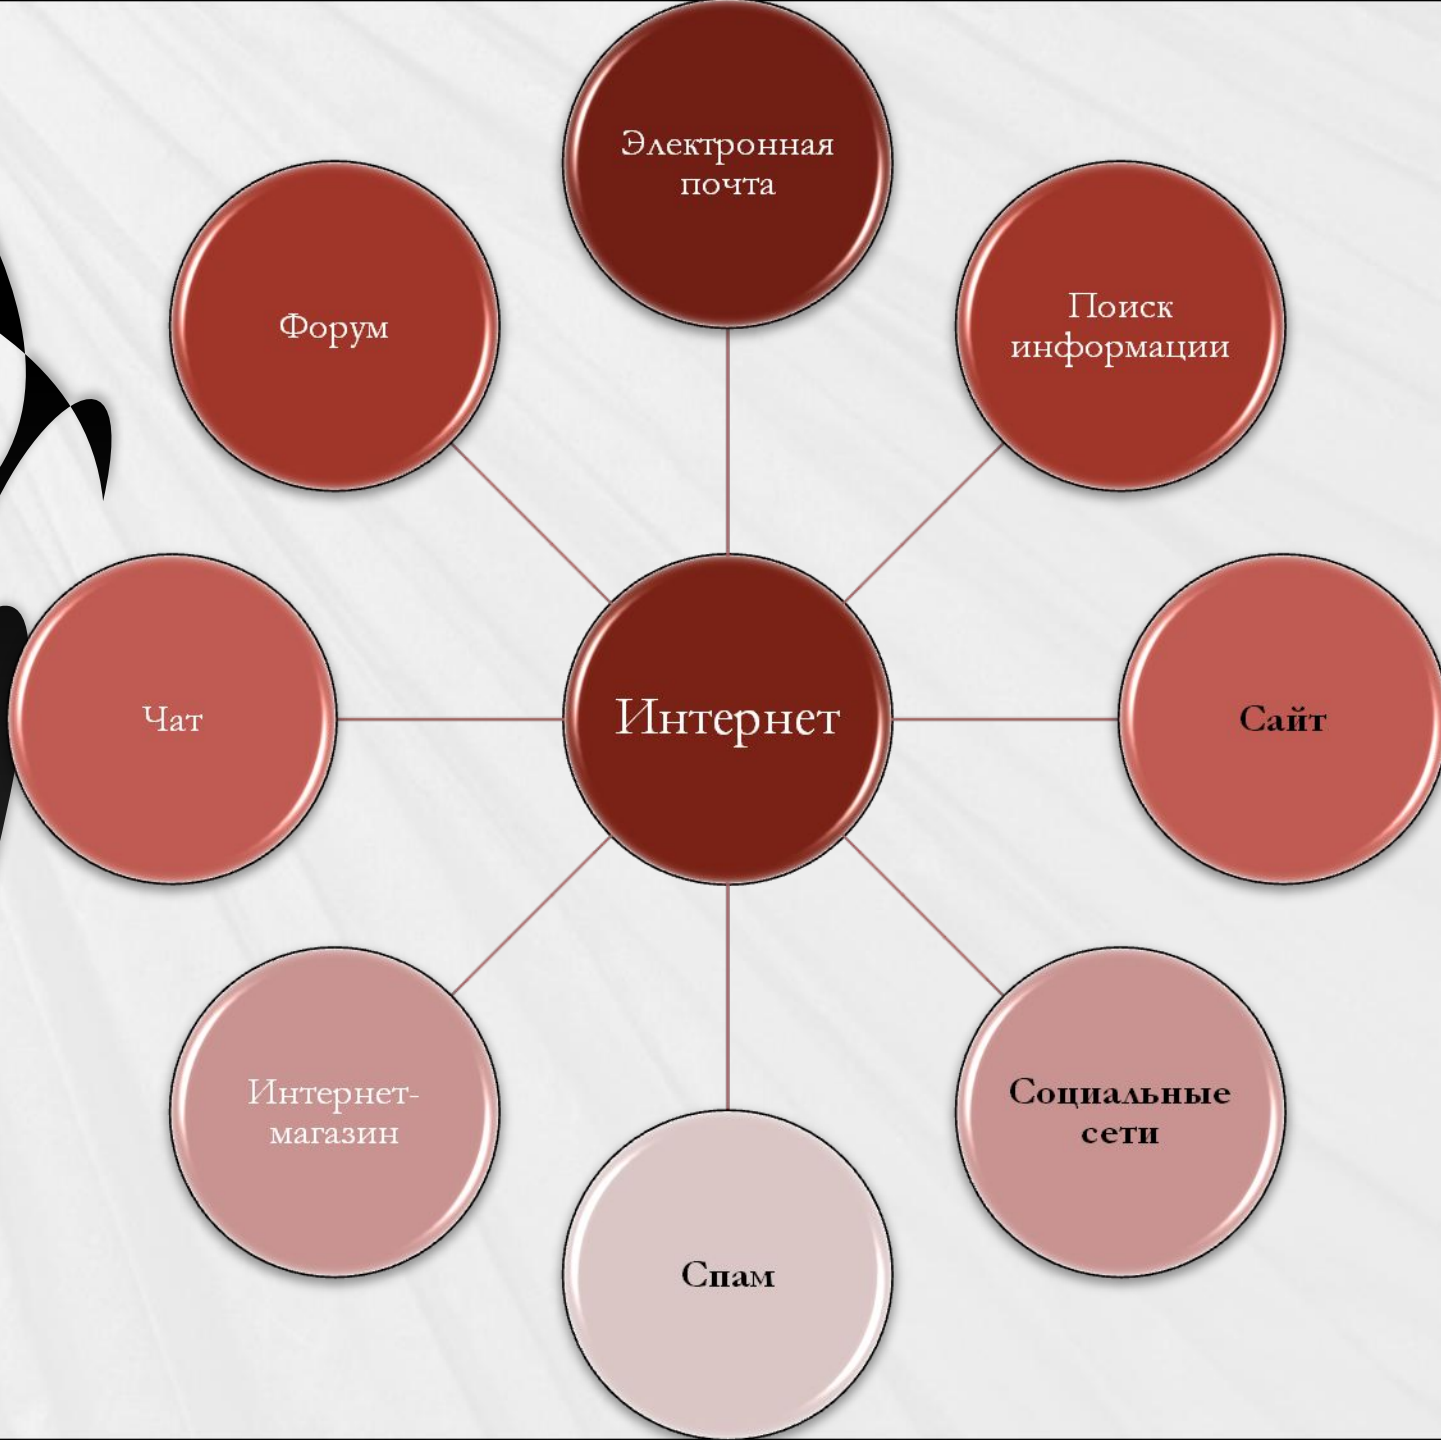 Электронная
почта
Форум
Поиск
информации
Чат
Интернет
Сайт
Интернет-
магазин
Социальные
сети
Спам